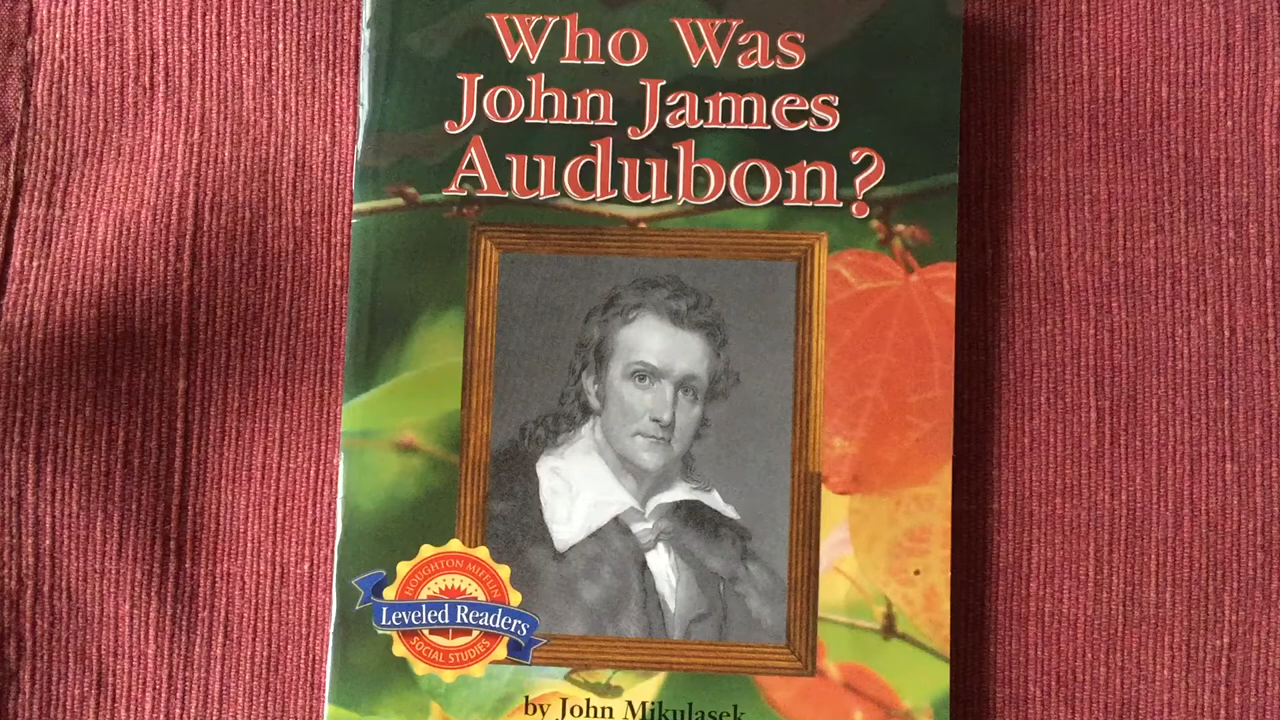 Who Was
John James
Audubon?
HOUGHTON MIFFLIN
Leveled Readers
SOCIAL STUDIES
by John Mikulasek